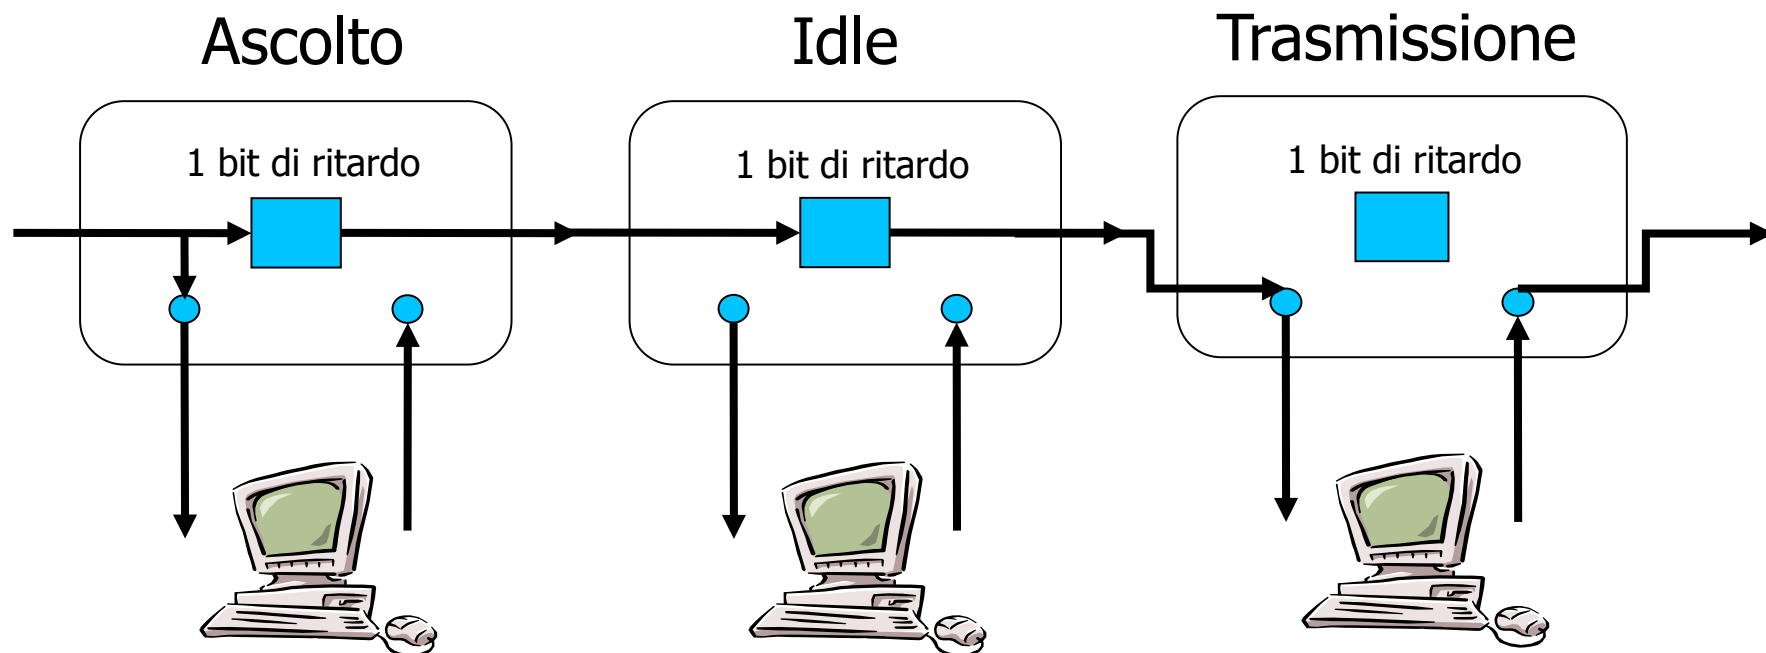 Ascolto
Idle
Trasmissione
1 bit di ritardo
1 bit di ritardo
1 bit di ritardo